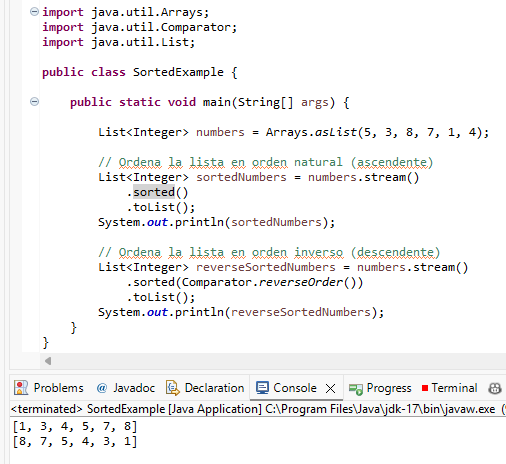 import java.util.Arrays;
import java.util.Comparator;
import java.util.List;
public class SortedExample {
public static void main(String[] args) {
List<Integer> numbers = Arrays.asList(5, 3, 8, 7, 1, 4);
// Ordena la lista en orden natural (ascendente)
List<Integer> sortedNumbers = numbers.stream()
.sorted()
.toList();
System.out.println(sortedNumbers);
// Ordena la lista en orden inverso (descendente)
List<Integer> reverseSortedNumbers = numbers.stream()
.sorted(Comparator.reverseOrder())
.toList();
System.out.println(reverseSortedNumbers);
}
}
Problems @ Javadoc Declaration Console Progress Terminal
<terminated> SortedExample [Java Application] C:\Program Files\Java\jdk-17\bin\javaw.exe
[1, 3, 4, 5, 7, 8]
[8, 7, 5, 4, 3, 1]